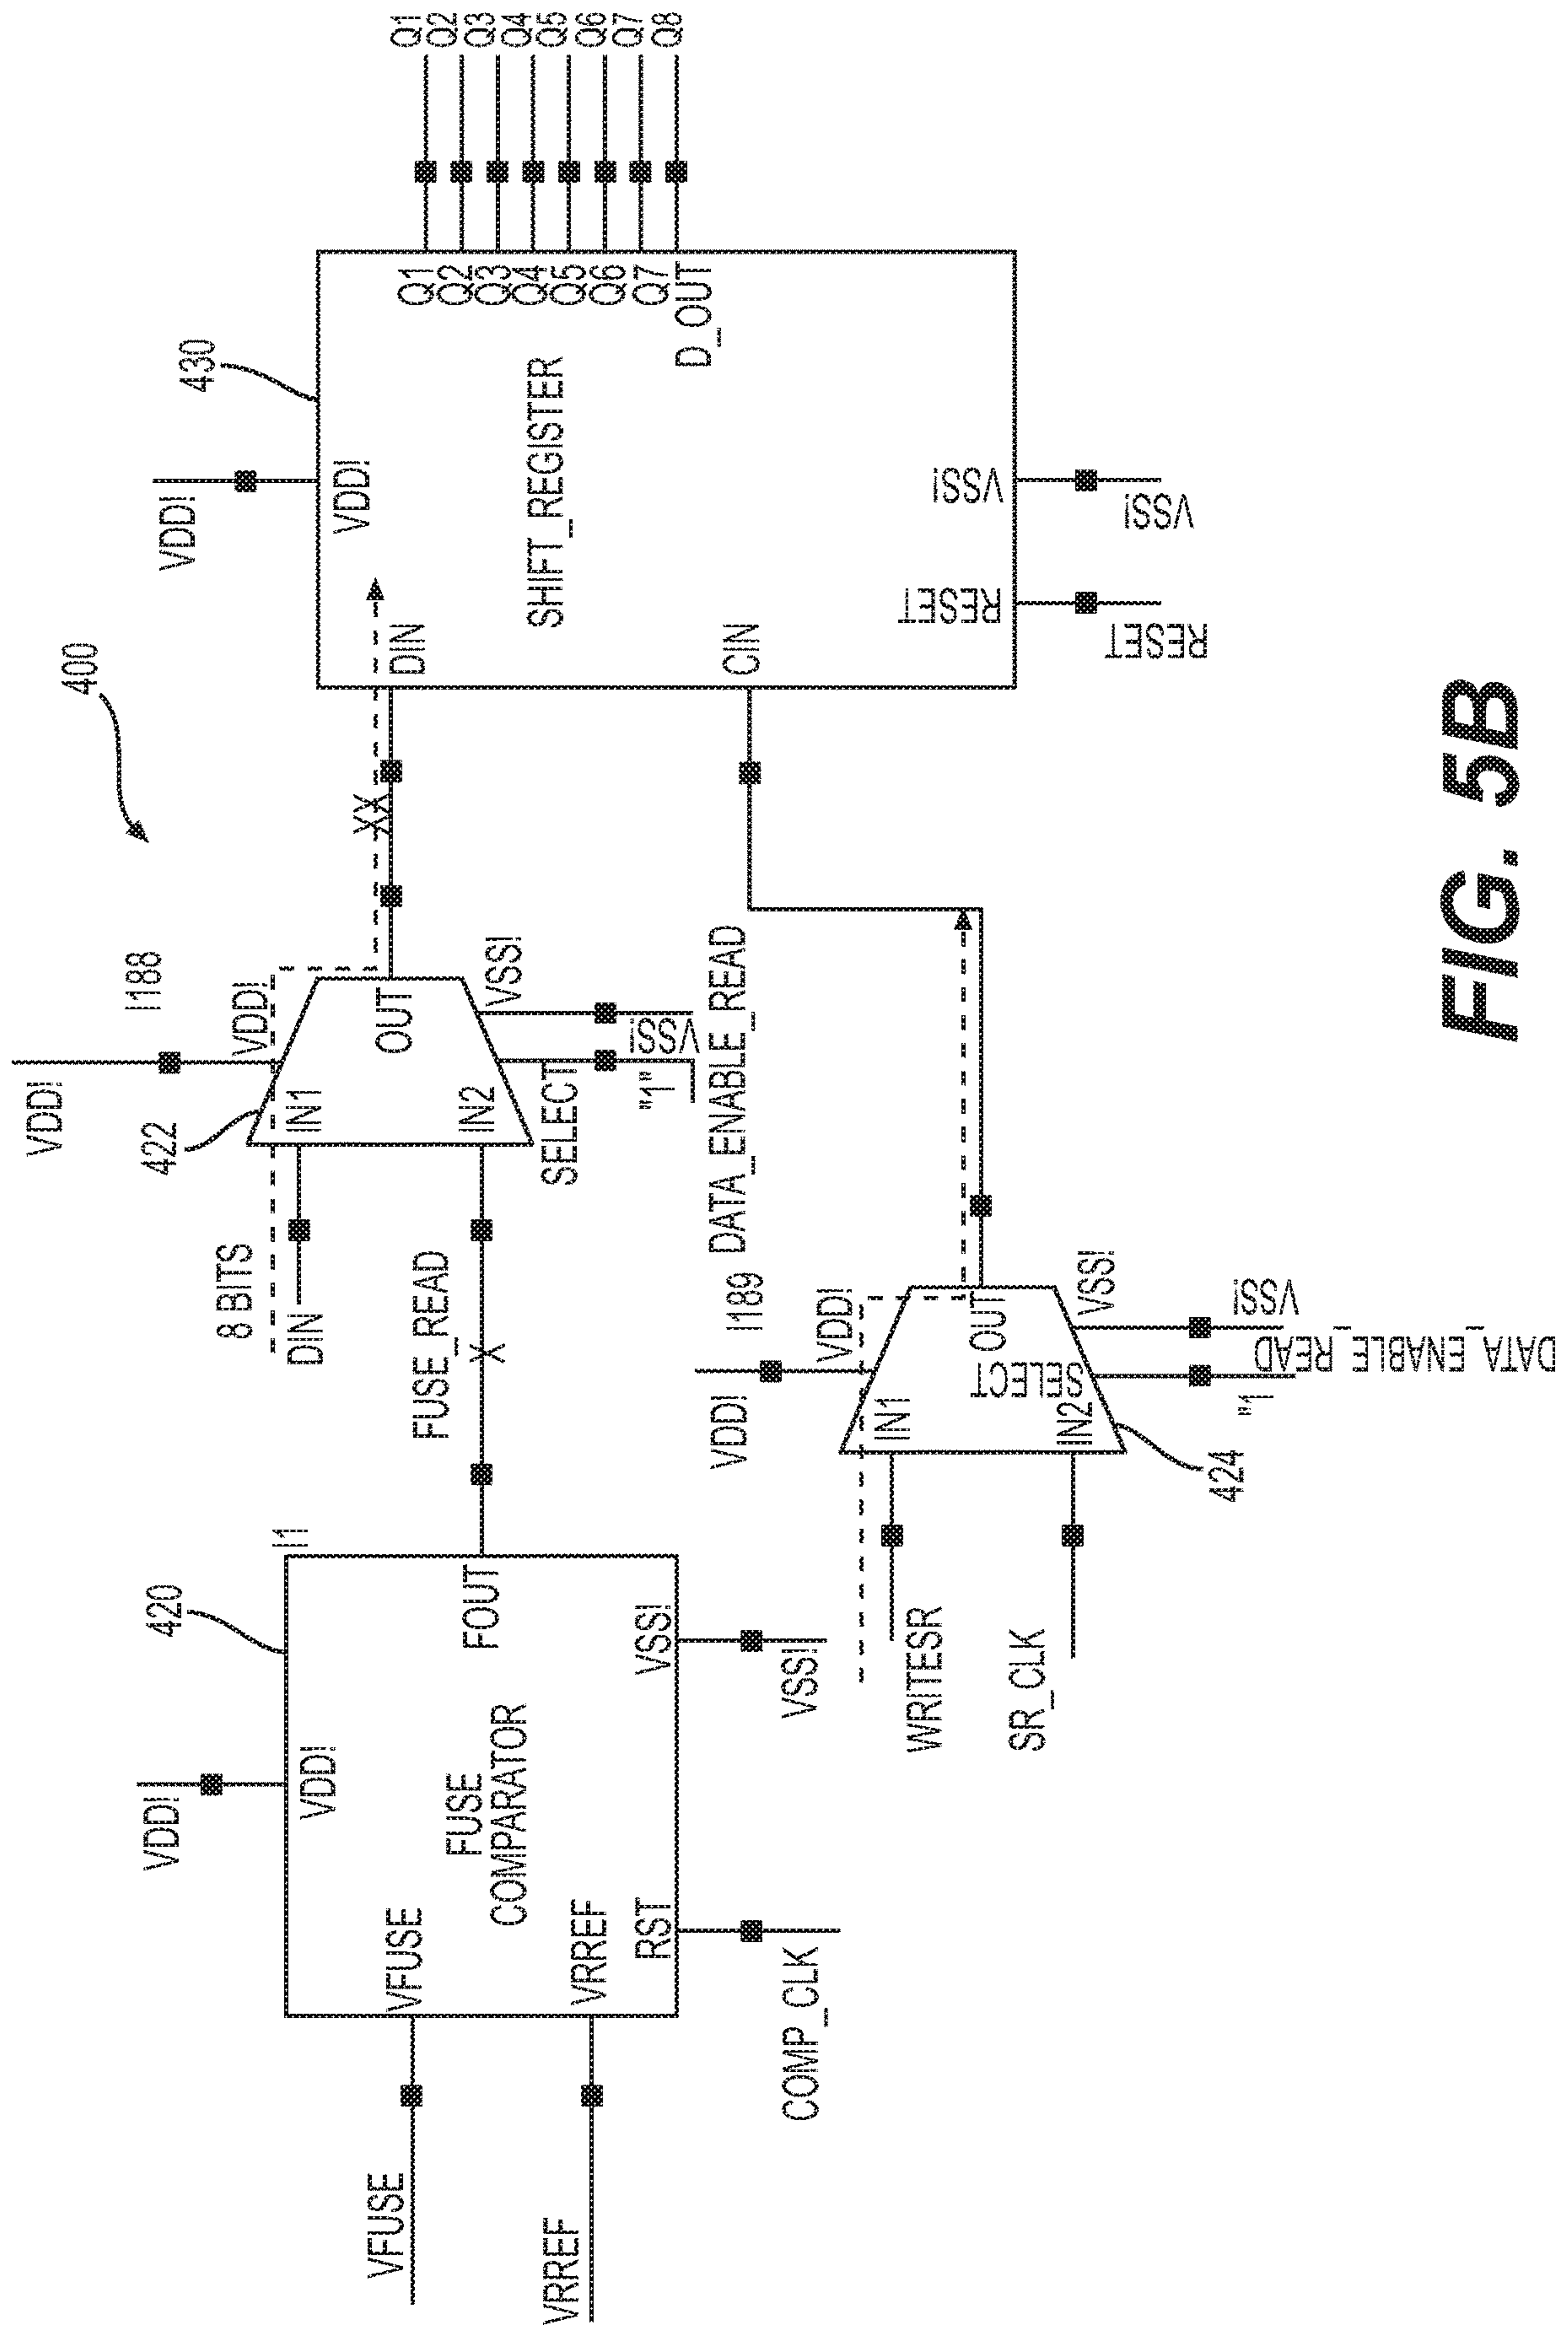 400
VDD!
I188
VDD!
422
8 BITS
IN1
OUT
DIN
IN2
VSS!
SELECT
VSS!
"1"
DATA_ENABLE_READ
XX
VDD!
430
VDD!
DIN
SHIFT_REGISTER
CIN
RESET
VSS!
RESET
VSS!
Q1
Q2
Q3
Q4
Q5
Q6
Q7
D_OUT
Q1
Q2
Q3
Q4
Q5
Q6
Q7
Q8
VDD!
420
I1
VDD!
VFUSE
VFUSE
FUSE
COMPARATOR
FOUT
FUSE_READ
X
VRREF
VRREF
RST
VSS!
COMP_CLK
VSS!
VDD!
I189
VDD!
IN1
OUT
SELECT
IN2
VSS!
WRITESR
SR_CLK
424
"1
VSS!
DATA_ENABLE_READ
FIG. 5B